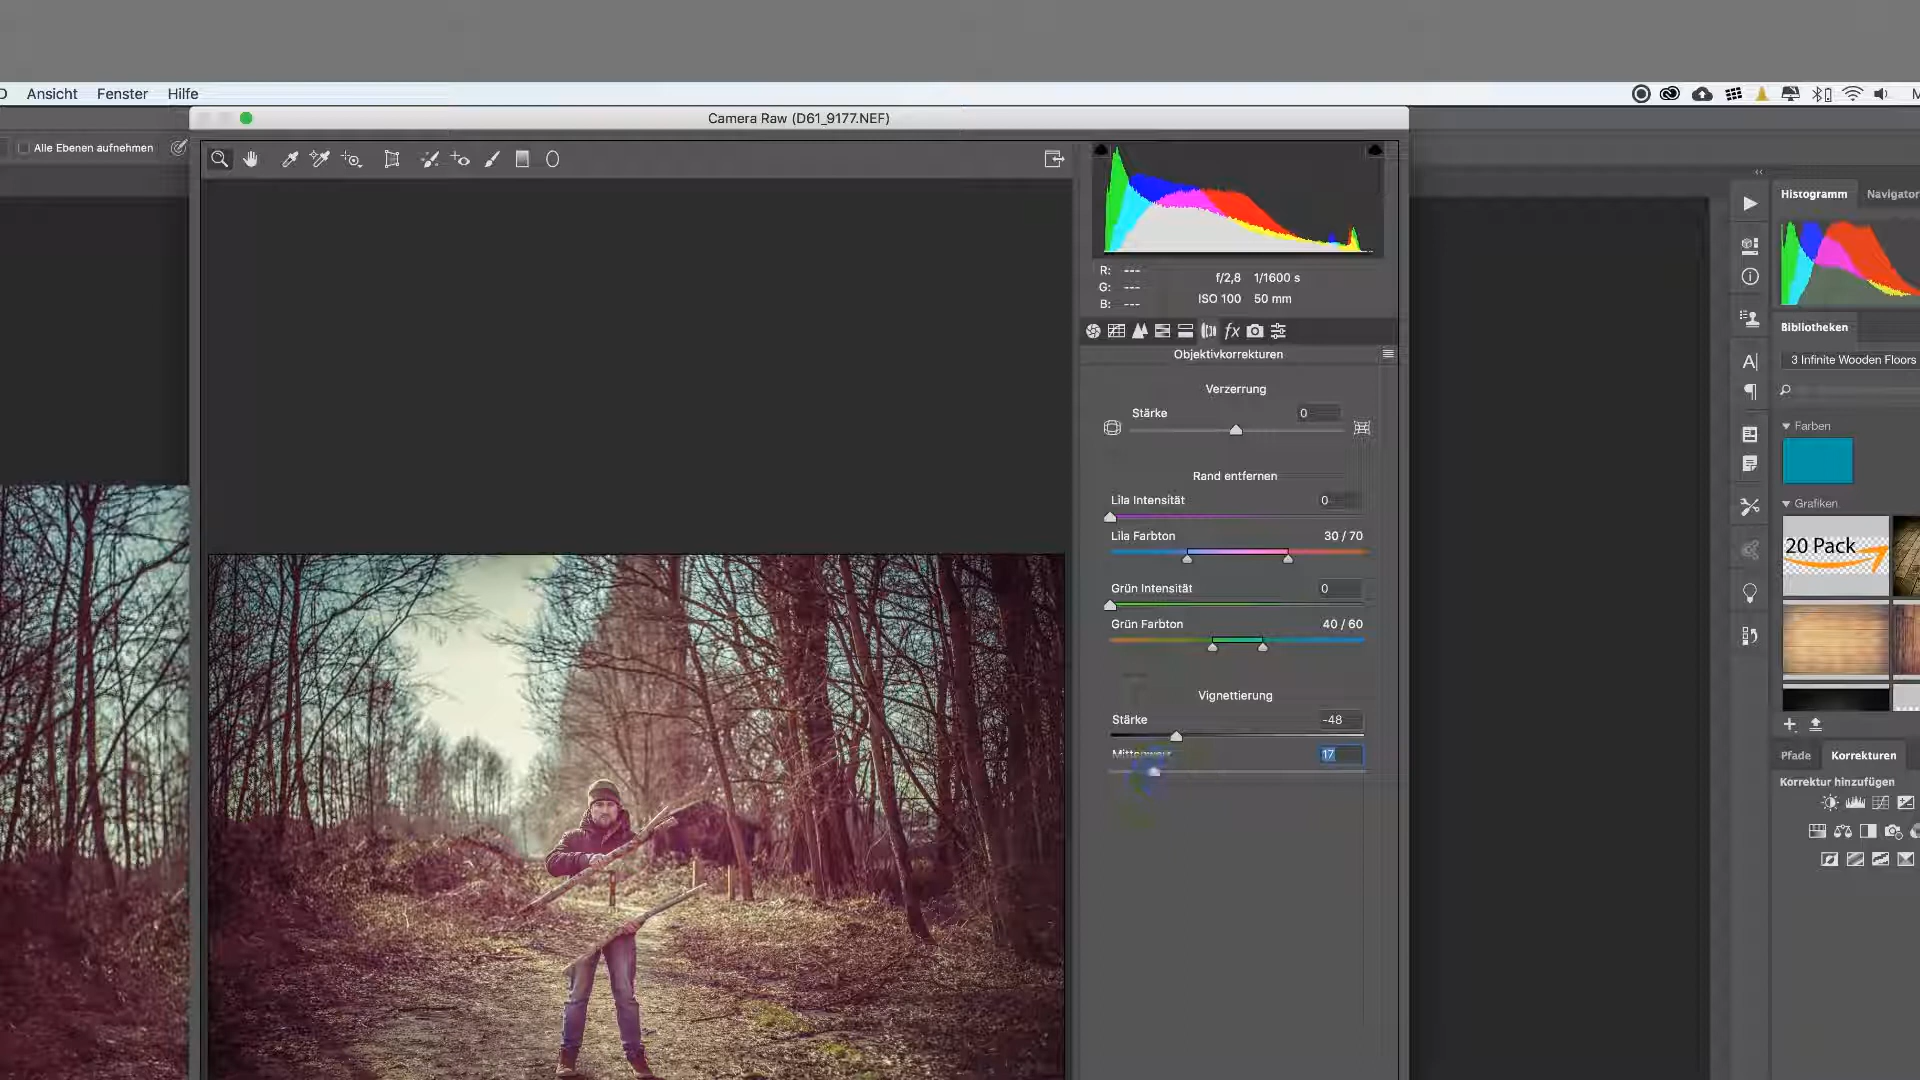 Ansicht Fenster Hilfe
Camera Raw (D61_9177.NEF)
Alle Ebenen aufnehmen
R: ---
G: ---
B: ---
f/2,8 1/1600 s
ISO 100 50 mm
fx
Objektivkorrekturen
Verzerrung
Stärke 0
Rand entfernen
Lila Intensität 0
Lila Farbton 30 / 70
Grün Intensität 0
Grün Farbton 40 / 60
Vignettierung
Stärke -48
Mittenwert 17
Histogramm Navigator
Bibliotheken
3 Infinite Wooden Floors
Farben
Grafiken
20 Pack
Pfade Korrekturen
Korrektur hinzufügen